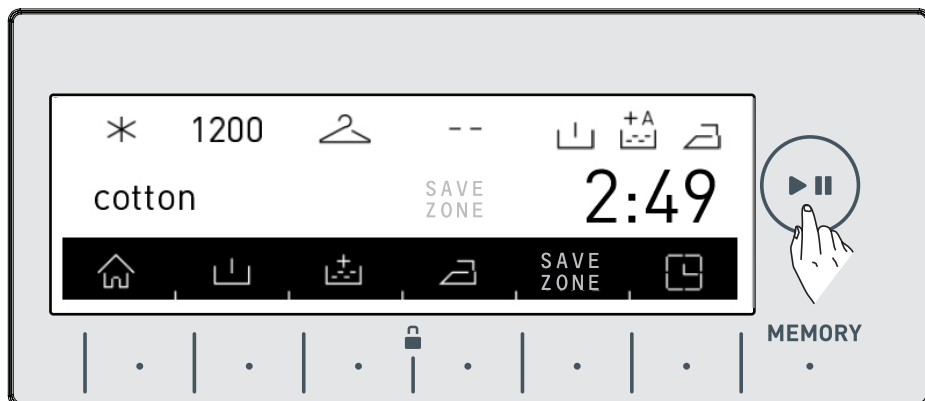 1200 --
+A
cotton
SAVE
ZONE
2:49
SAVE
ZONE
MEMORY